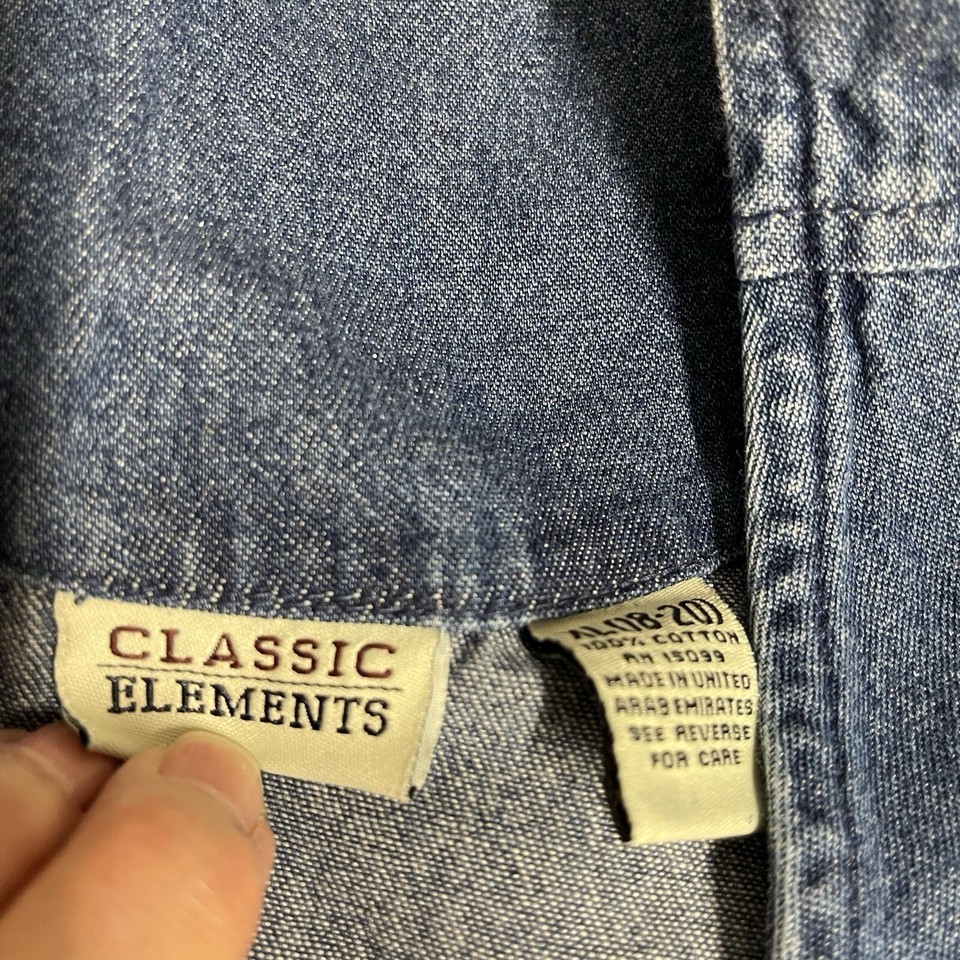 CLASSIC
ELEMENTS
XL (18-20)
100% COTTON
RN 15099
MADE IN UNITED
ARAB EMIRATES
SEE REVERSE
FOR CARE